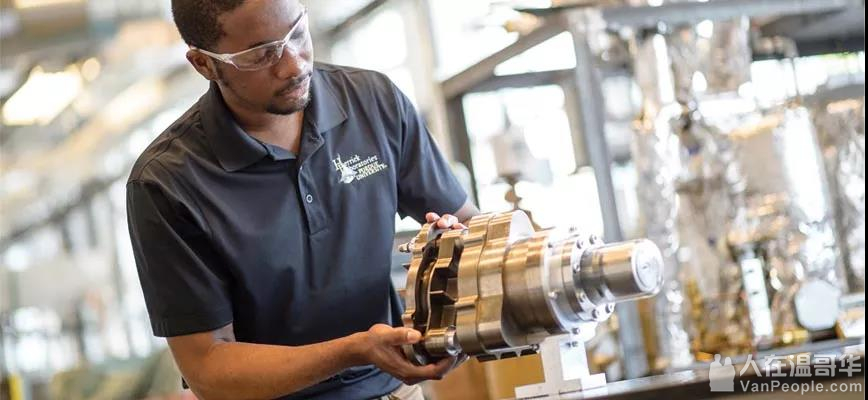 Herrick
Laboratories
PURDUE
UNIVERSITY.
人在温哥华
VanPeople.com